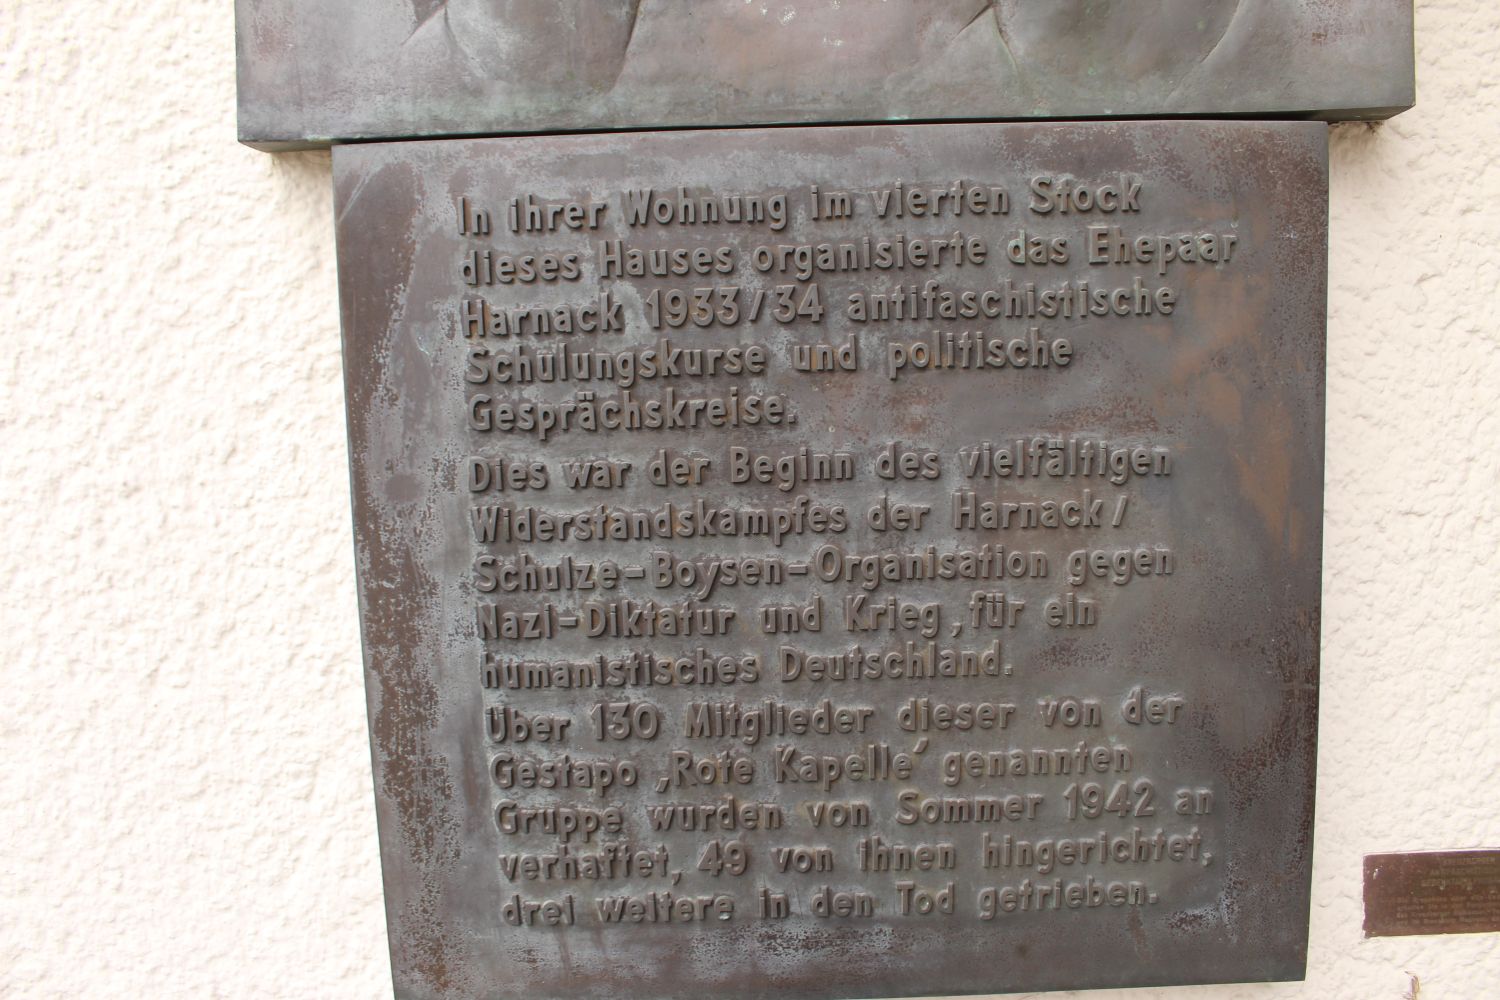 In ihrer Wohnung im vierten Stock
dieses Hauses organisierte das Ehepaar
Harnack 1933/34 antifaschistische
Schulungskurse und politische
Gesprächskreise.
Dies war der Beginn des vielfältigen
Widerstandskampfes der Harnack/
Schulze-Boysen-Organisation gegen
Nazi-Diktatur und Krieg, für ein
humanistisches Deutschland.
Über 130 Mitglieder dieser von der
Gestapo ‚Rote Kapelle‘ genannten
Gruppe wurden von Sommer 1942 an
verhaftet, 49 von ihnen hingerichtet,
drei weitere in den Tod getrieben.